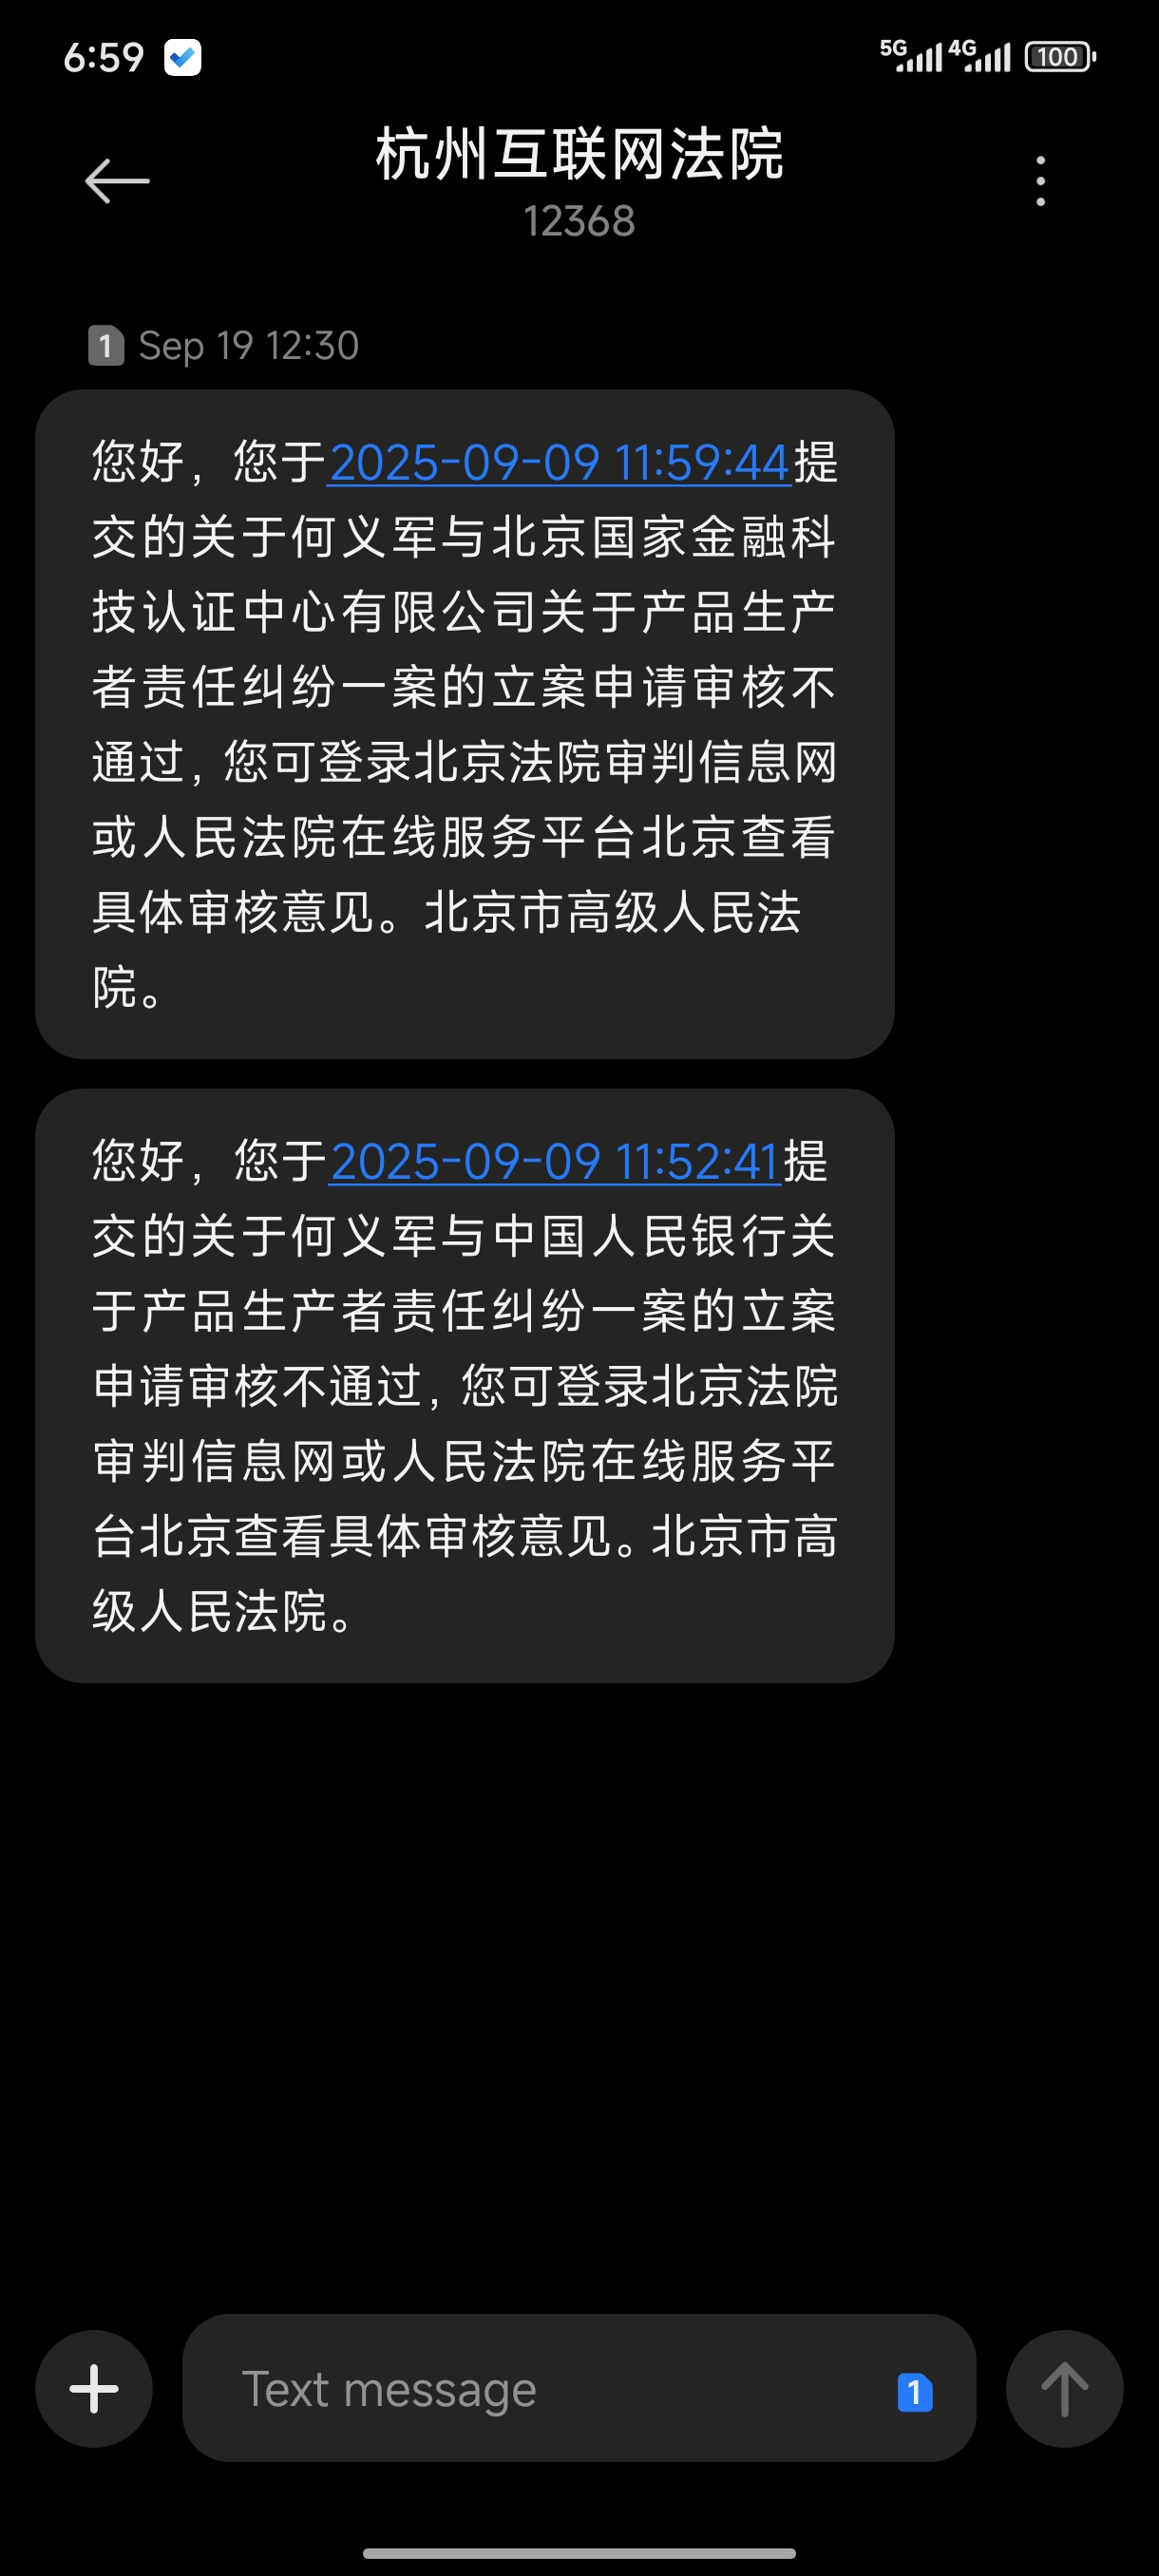 6:59
5G 4G 100
杭州互联网法院
12368
1 Sep 19 12:30
您好，您于2025-09-09 11:59:44提
交的关于何义军与北京国家金融科
技认证中心有限公司关于产品生产
者责任纠纷一案的立案申请审核不
通过，您可登录北京法院审判信息网
或人民法院在线服务平台北京查看
具体审核意见。北京市高级人民法
院。
您好，您于2025-09-09 11:52:41提
交的关于何义军与中国人民银行关
于产品生产者责任纠纷一案的立案
申请审核不通过，您可登录北京法院
审判信息网或人民法院在线服务平
台北京查看具体审核意见。北京市高
级人民法院。
Text message 1